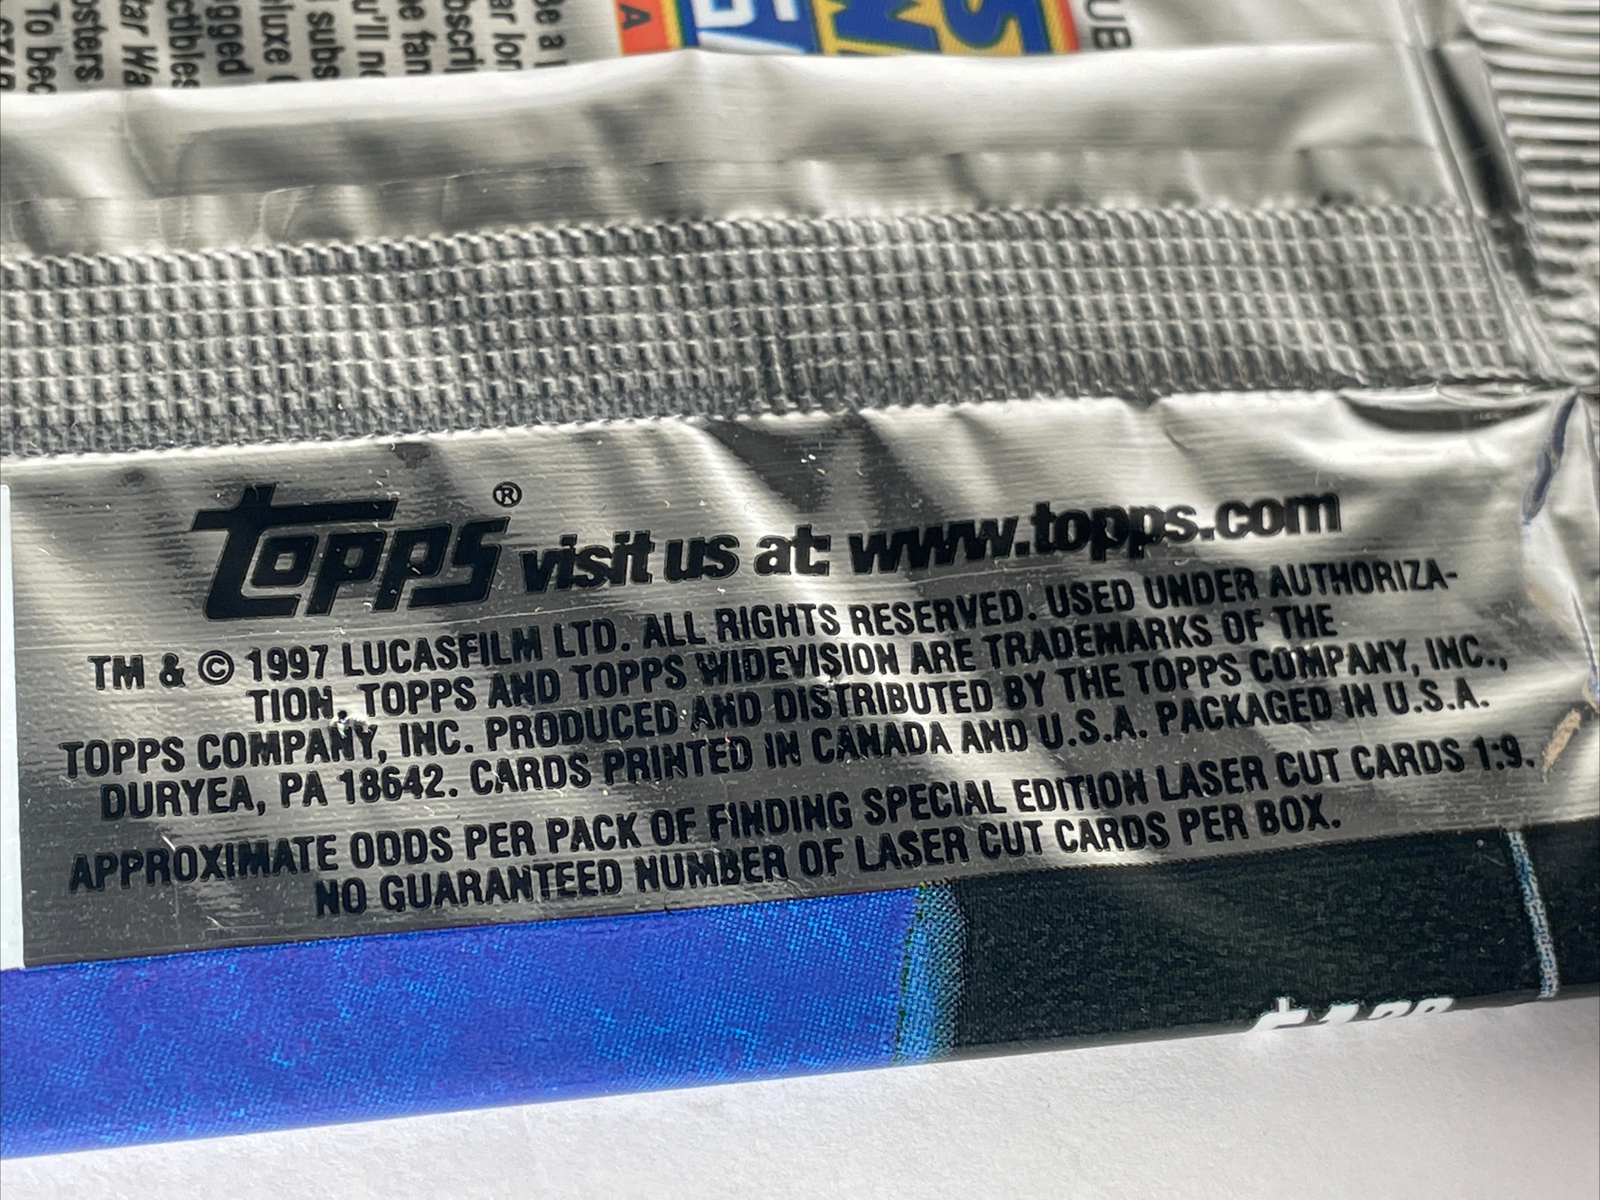 topps® visit us at: www.topps.com
TM & © 1997 LUCASFILM LTD. ALL RIGHTS RESERVED. USED UNDER AUTHORIZA-
TION. TOPPS AND TOPPS WIDEVISION ARE TRADEMARKS OF THE
TOPPS COMPANY, INC. PRODUCED AND DISTRIBUTED BY THE TOPPS COMPANY, INC.,
DURYEA, PA 18642. CARDS PRINTED IN CANADA AND U.S.A. PACKAGED IN U.S.A.
APPROXIMATE ODDS PER PACK OF FINDING SPECIAL EDITION LASER CUT CARDS 1:9.
NO GUARANTEED NUMBER OF LASER CUT CARDS PER BOX.